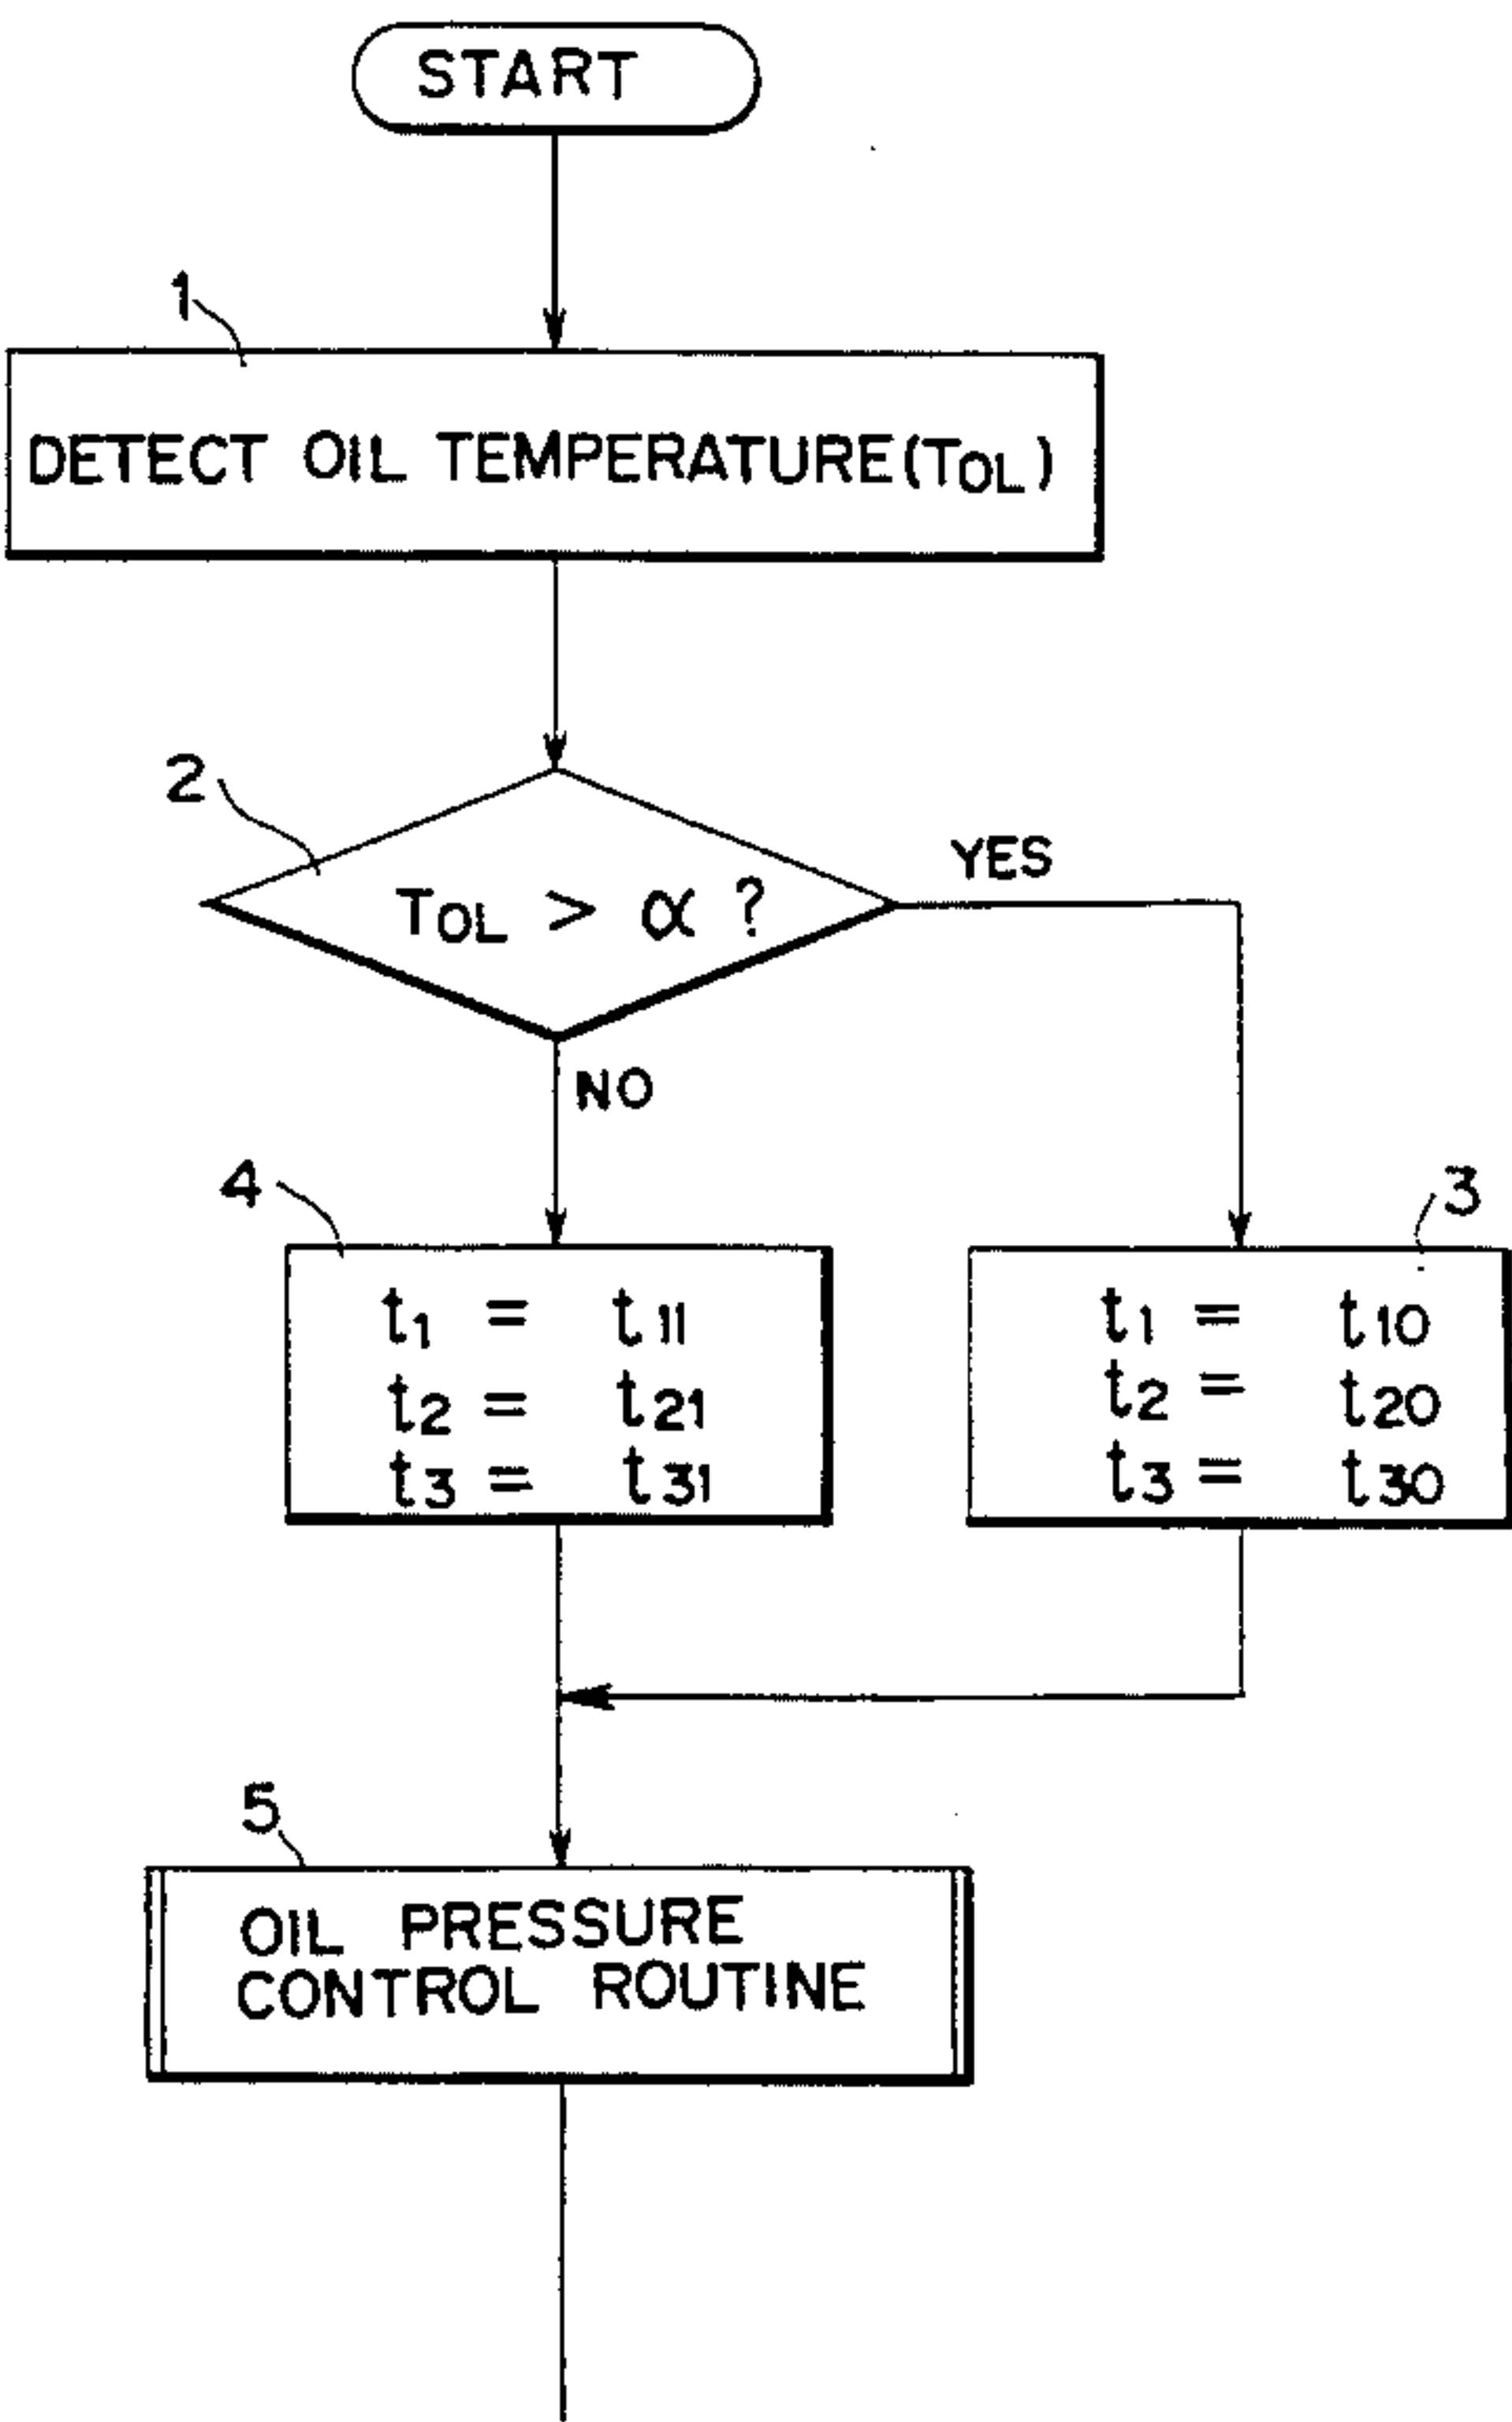 START
1
DETECT OIL TEMPERATURE(TOL)
2
TOL > α ?
YES
NO
4
t1 = t11
t2 = t21
t3 = t31
3
t1 = t10
t2 = t20
t3 = t30
5
OIL PRESSURE
CONTROL ROUTINE